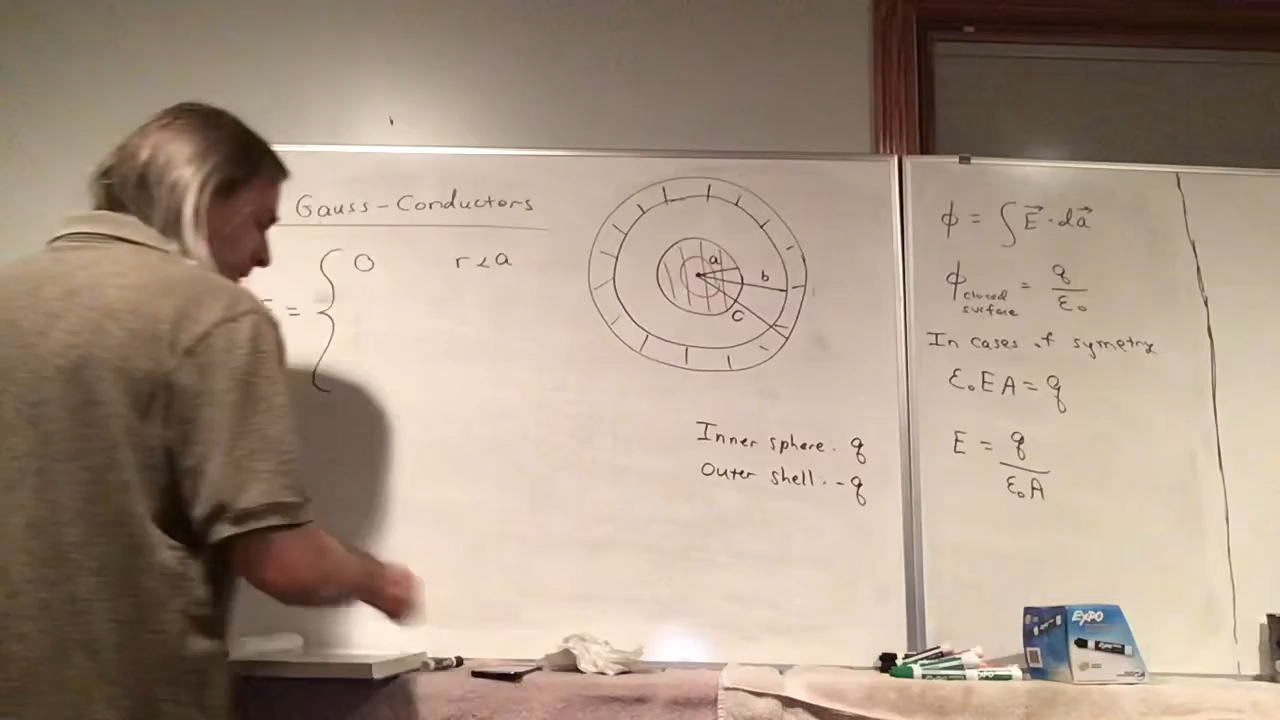 Gauss-Conductors
= { 0 r < a
a
b
c
Inner sphere: q
Outer shell: -q
ϕ = ∫ E⃗ · da⃗
ϕ closed surface = q/ε₀
In cases of symetry
ε₀EA = q
E = q/ε₀A
EXPO